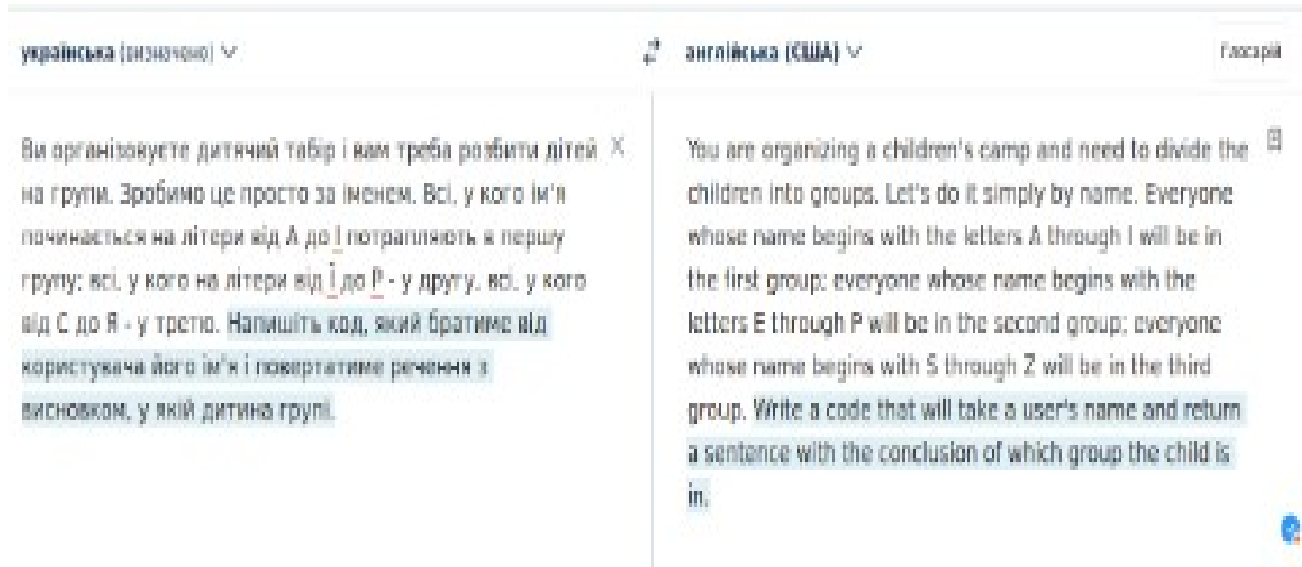 українська (визначено)
англійська (США)
Глосарій
Ви організовуєте дитячий табір і вам треба розбити дітей
на групи. Зробимо це просто за іменем. Всі, у кого ім'я
починається на літери від А до І потрапляють в першу
групу; всі, у кого на літери від Ї до Р - у другу, всі, у кого
від С до Я - у третю. Напишіть код, який братиме від
користувача його ім'я і повертатиме речення з
висновком, у якій дитина групі.
You are organizing a children's camp and need to divide the
children into groups. Let's do it simply by name. Everyone
whose name begins with the letters A through I will be in
the first group; everyone whose name begins with the
letters E through P will be in the second group; everyone
whose name begins with S through Z will be in the third
group. Write a code that will take a user's name and return
a sentence with the conclusion of which group the child is
in.